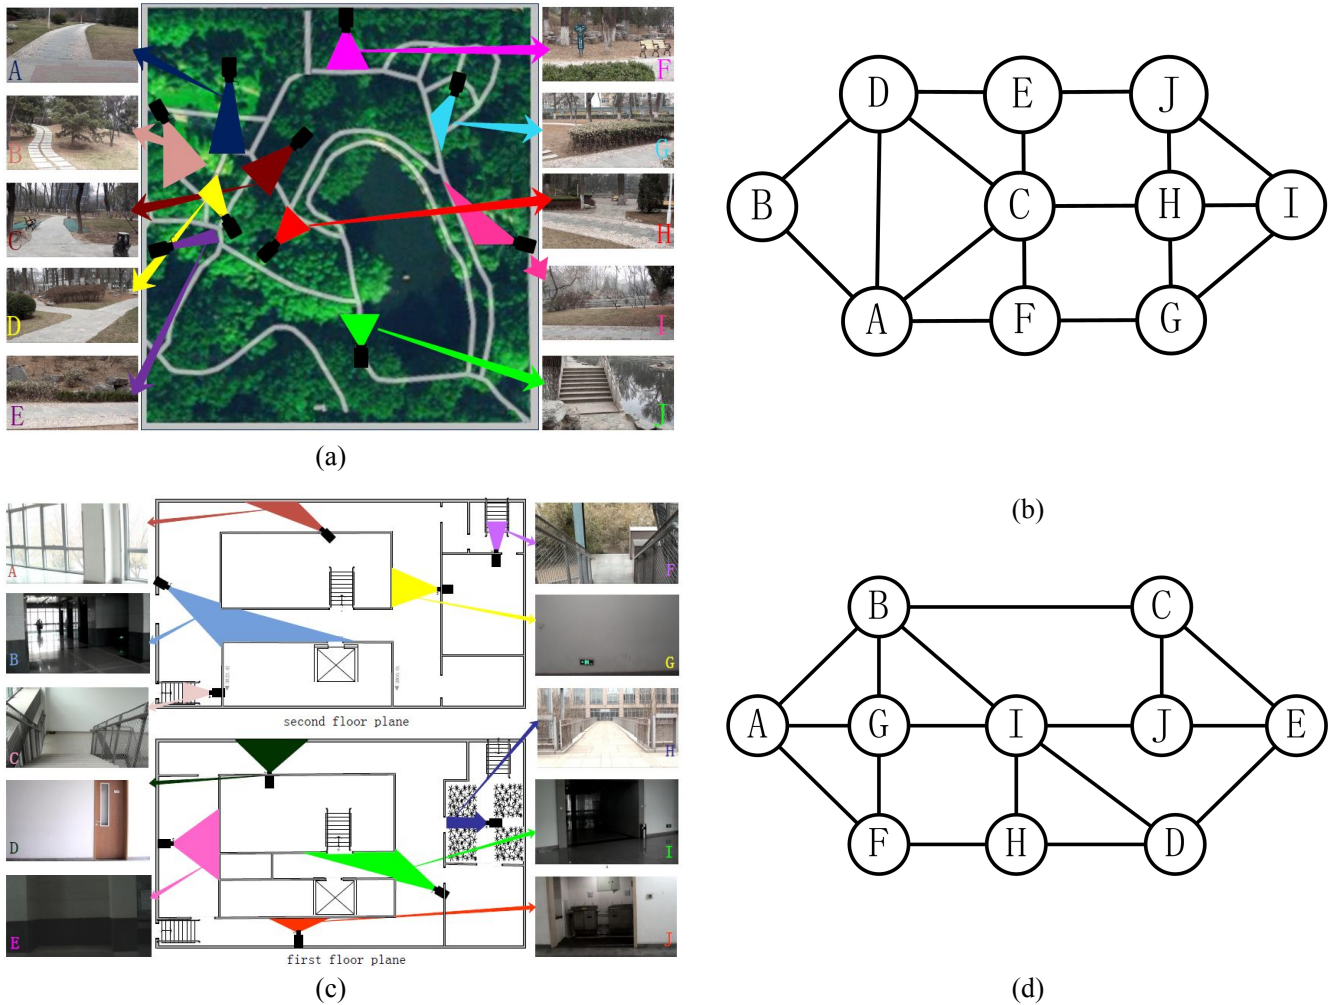 A
B
C
D
E
F
G
H
I
J
(a)
D E J
B C H I
A F G
(b)
A
B
C
D
E
F
G
H
I
J
second floor plane
first floor plane
(c)
B C
A G I J E
F H D
(d)